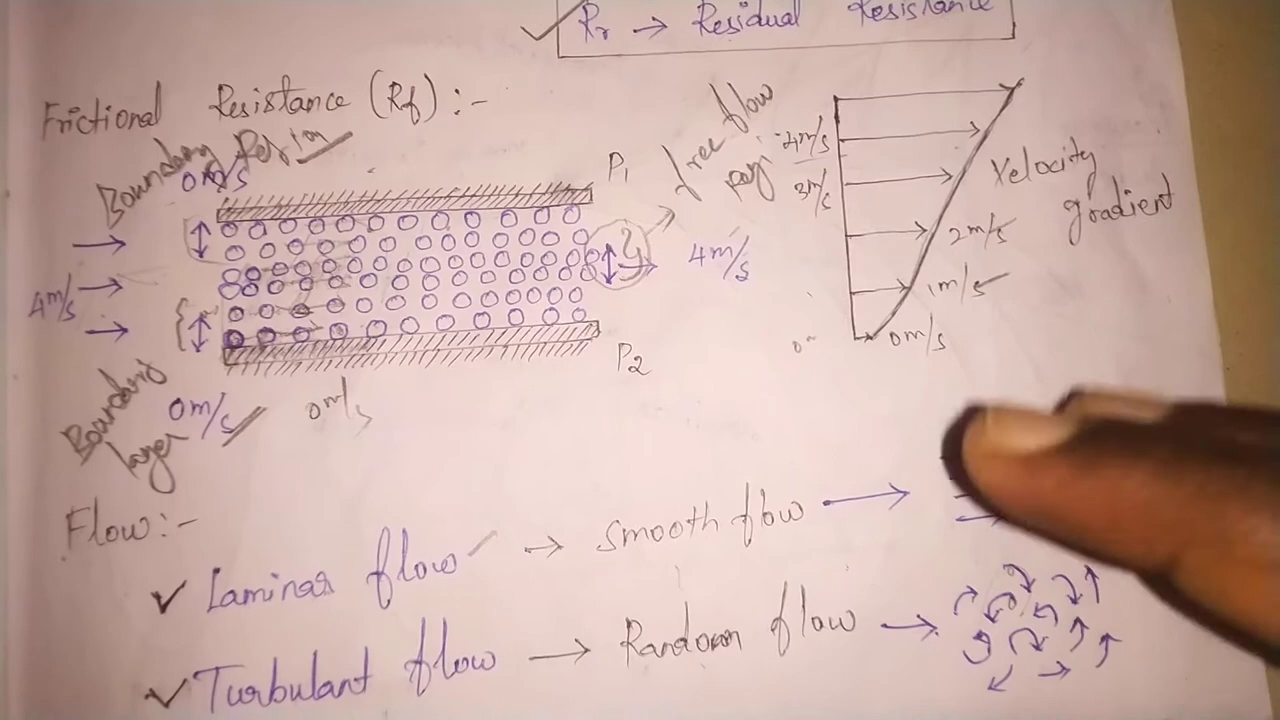 Rr → Residual Resistance
Frictional Resistance (Rf) :-
Boundary
0m/s
P1
free flow
4m/s
3m/s
Velocity
gradient
2m/s
1m/s
0m/s
4m/s
4m/s
P2
Boundary
layer
0m/s
0m/s
Flow :-
✓ Laminar flow → Smooth flow →
✓ Turbulant flow → Random flow →